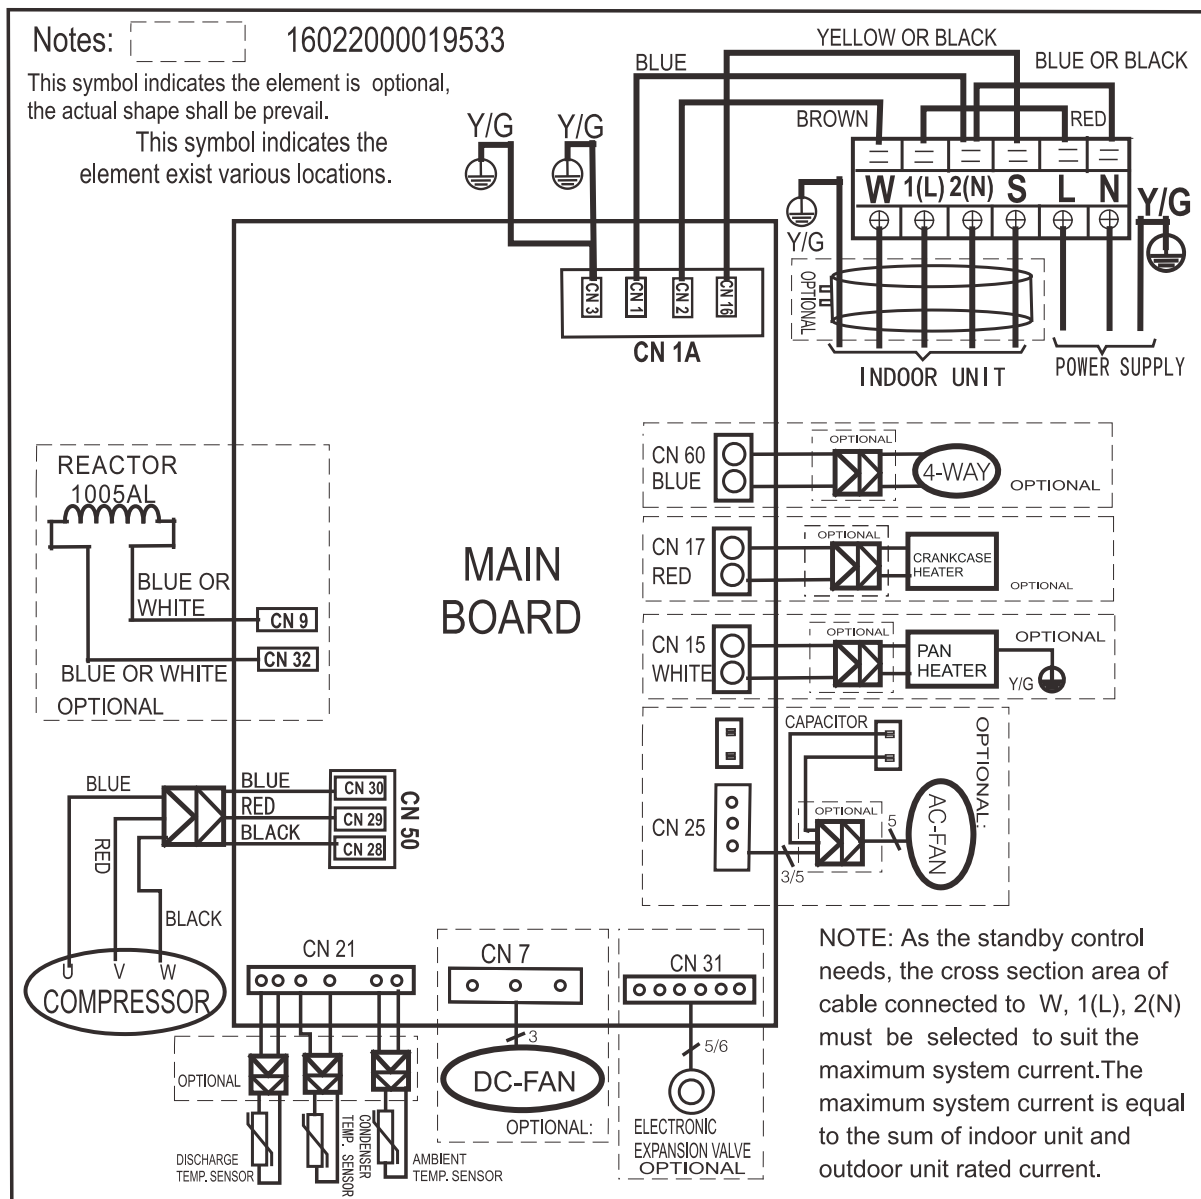 Notes: 16022000019533
This symbol indicates the element is optional,
the actual shape shall be prevail.
This symbol indicates the
element exist various locations.
YELLOW OR BLACK
BLUE
BLUE OR BLACK
BROWN
RED
Y/G
Y/G
W 1(L) 2(N) S L N
Y/G
Y/G
OPTIONAL
INDOOR UNIT
POWER SUPPLY
CN 3
CN 1
CN 2
CN 16
CN 1A
REACTOR
1005AL
BLUE OR
WHITE
CN 9
CN 32
BLUE OR WHITE
OPTIONAL
MAIN
BOARD
CN 60
BLUE
OPTIONAL
4-WAY
OPTIONAL
CN 17
RED
OPTIONAL
CRANKCASE
HEATER
OPTIONAL
CN 15
WHITE
OPTIONAL
PAN
HEATER
OPTIONAL
Y/G
CAPACITOR
OPTIONAL:
CN 25
OPTIONAL
3/5
5
AC-FAN
BLUE
RED
BLACK
BLUE
RED
BLACK
CN 30
CN 29
CN 28
CN 50
U V W
COMPRESSOR
CN 21
OPTIONAL
DISCHARGE
TEMP. SENSOR
CONDENSER
TEMP. SENSOR
AMBIENT
TEMP. SENSOR
CN 7
3
DC-FAN
OPTIONAL:
CN 31
5/6
ELECTRONIC
EXPANSION VALVE
OPTIONAL
NOTE: As the standby control
needs, the cross section area of
cable connected to W, 1(L), 2(N)
must be selected to suit the
maximum system current.The
maximum system current is equal
to the sum of indoor unit and
outdoor unit rated current.